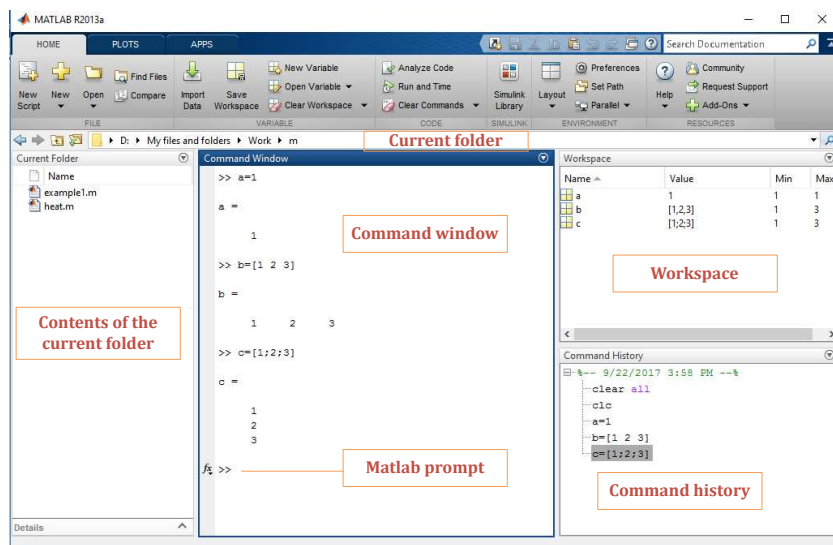 MATLAB R2013a
HOME PLOTS APPS
Search Documentation
New Script
New
Open
Find Files
Compare
Import Data
Save Workspace
New Variable
Open Variable
Clear Workspace
Analyze Code
Run and Time
Clear Commands
Simulink Library
Layout
Preferences
Set Path
Parallel
Help
Community
Request Support
Add-Ons
FILE VARIABLE CODE SIMULINK ENVIRONMENT RESOURCES
D: My files and folders Work m
Current folder
Current Folder
Name
example1.m
heat.m
Contents of the
current folder
Details
Command Window
>> a=1
a =
1
Command window
>> b=[1 2 3]
b =
1 2 3
>> c=[1;2;3]
c =
1
2
3
fx >>
Matlab prompt
Workspace
Name Value Min Max
a 1 1 1
b [1,2,3] 1 3
c [1;2;3] 1 3
Workspace
Command History
%-- 9/22/2017 3:58 PM --%
clear all
clc
a=1
b=[1 2 3]
c=[1;2;3]
Command history